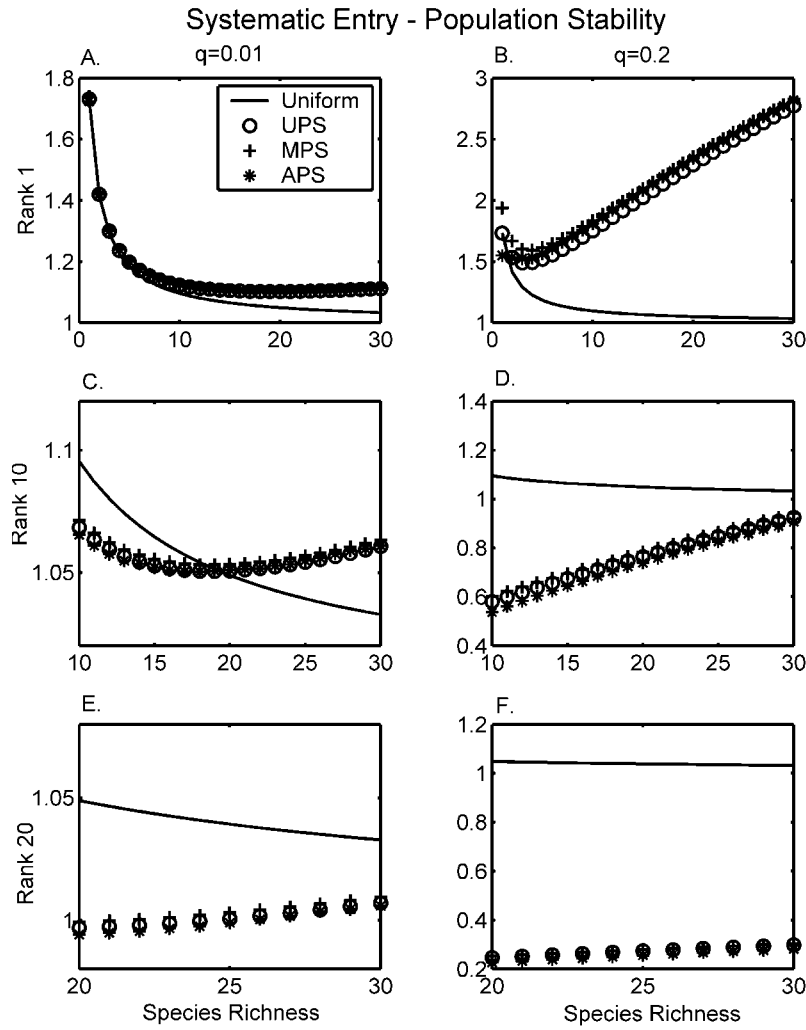 Systematic Entry - Population Stability
A.
q=0.01
B.
q=0.2
Rank 1
1.8
1.6
1.4
1.2
1
0
10
20
30
Uniform
UPS
MPS
APS
3
2.5
2
1.5
1
0
10
20
30
C.
D.
Rank 10
1.1
1.05
10
15
20
25
30
1.4
1.2
1
0.8
0.6
0.4
10
15
20
25
30
E.
F.
Rank 20
1.05
1
20
25
30
Species Richness
1.2
1
0.8
0.6
0.4
0.2
20
25
30
Species Richness